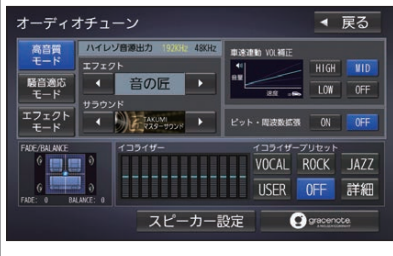 オーディオチューン
戻る
高音質
モード
ハイレゾ音源出力 192KHz 48KHz
エフェクト
音の匠
騒音適応
モード
サラウンド
TAKUMI
マスターサウンド
エフェクト
モード
車速連動 VOL補正
音量
速度
HIGH MID
LOW OFF
ビット・周波数拡張 ON OFF
FADE/BALANCE
FADE: 0 BALANCE: 0
イコライザー
イコライザープリセット
VOCAL ROCK JAZZ
USER OFF 詳細
スピーカー設定
gracenote